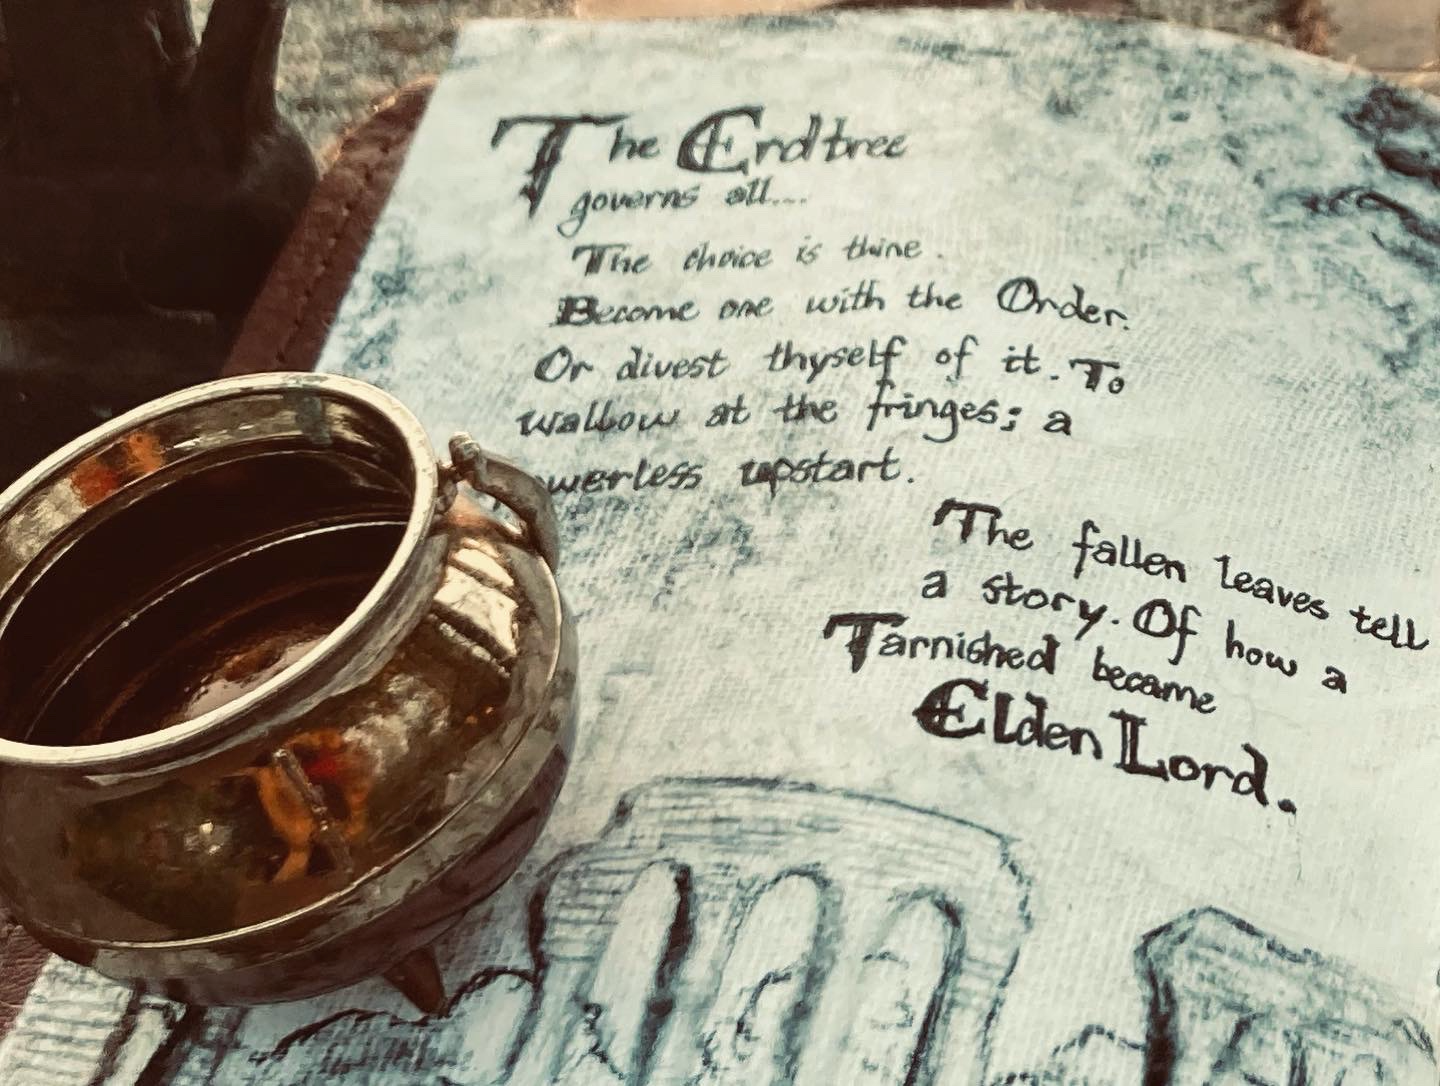 The Erdtree
governs all...
The choice is thine.
Become one with the Order.
Or divest thyself of it. To
wallow at the fringes; a
werless upstart.
The fallen leaves tell
a story. Of how a
Tarnished became
Elden Lord.